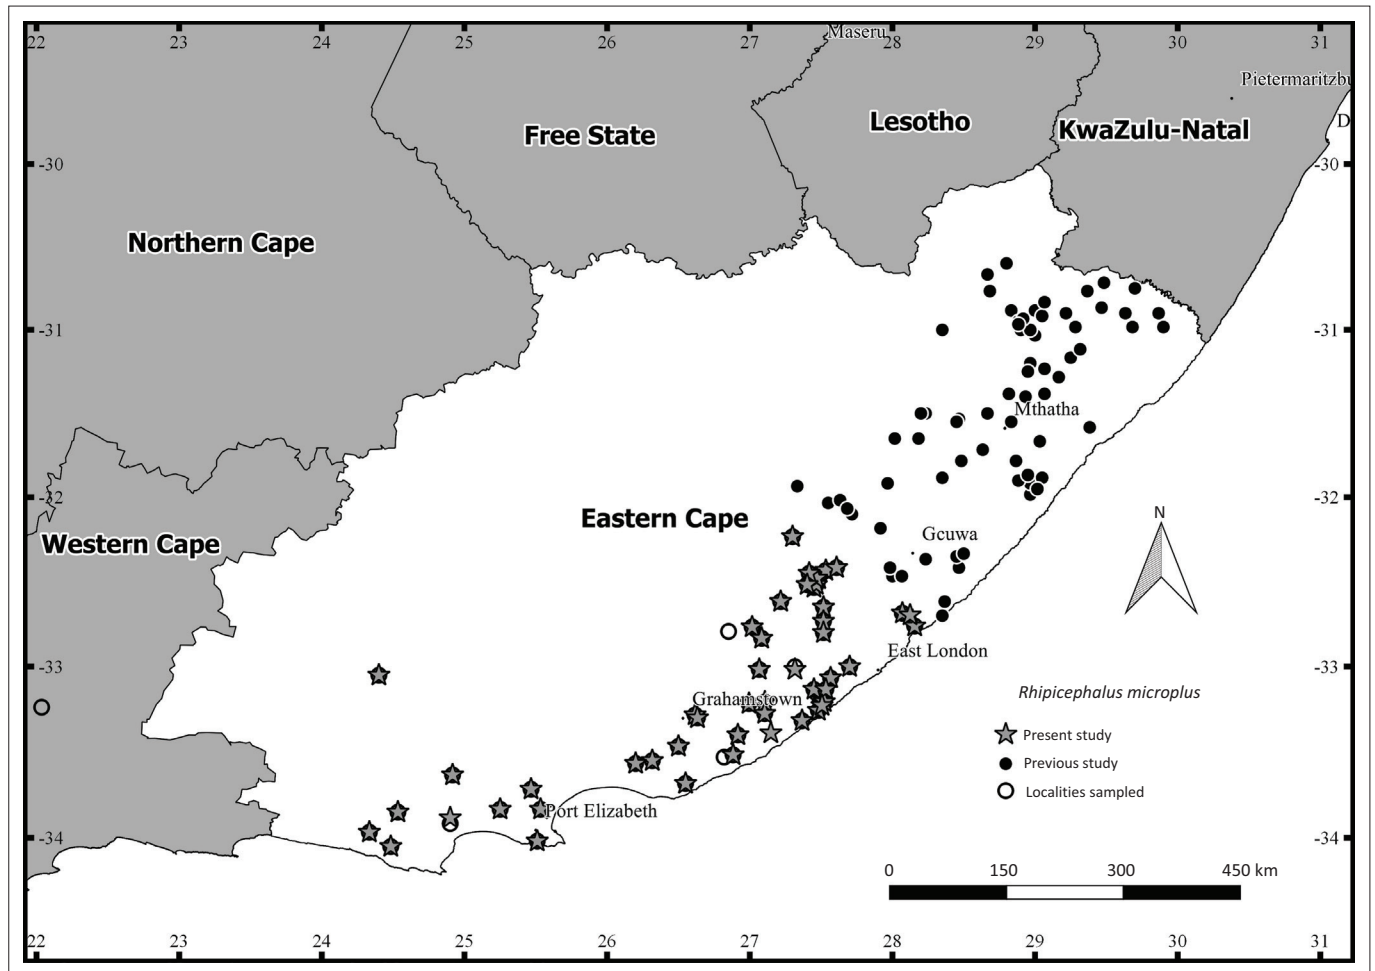 22 23 24 25 26 27 28 29 30 31
Maseru
Pietermaritzbu
D
Lesotho
KwaZulu-Natal
Free State
-30 -30
Northern Cape
-31 -31
Mthatha
-32 -32
Eastern Cape
N
Gcuwa
Western Cape
East London
-33 -33
Rhipicephalus microplus
Grahamstown
Present study
Previous study
Localities sampled
Port Elizabeth
-34 -34
0 150 300 450 km
22 23 24 25 26 27 28 29 30 31